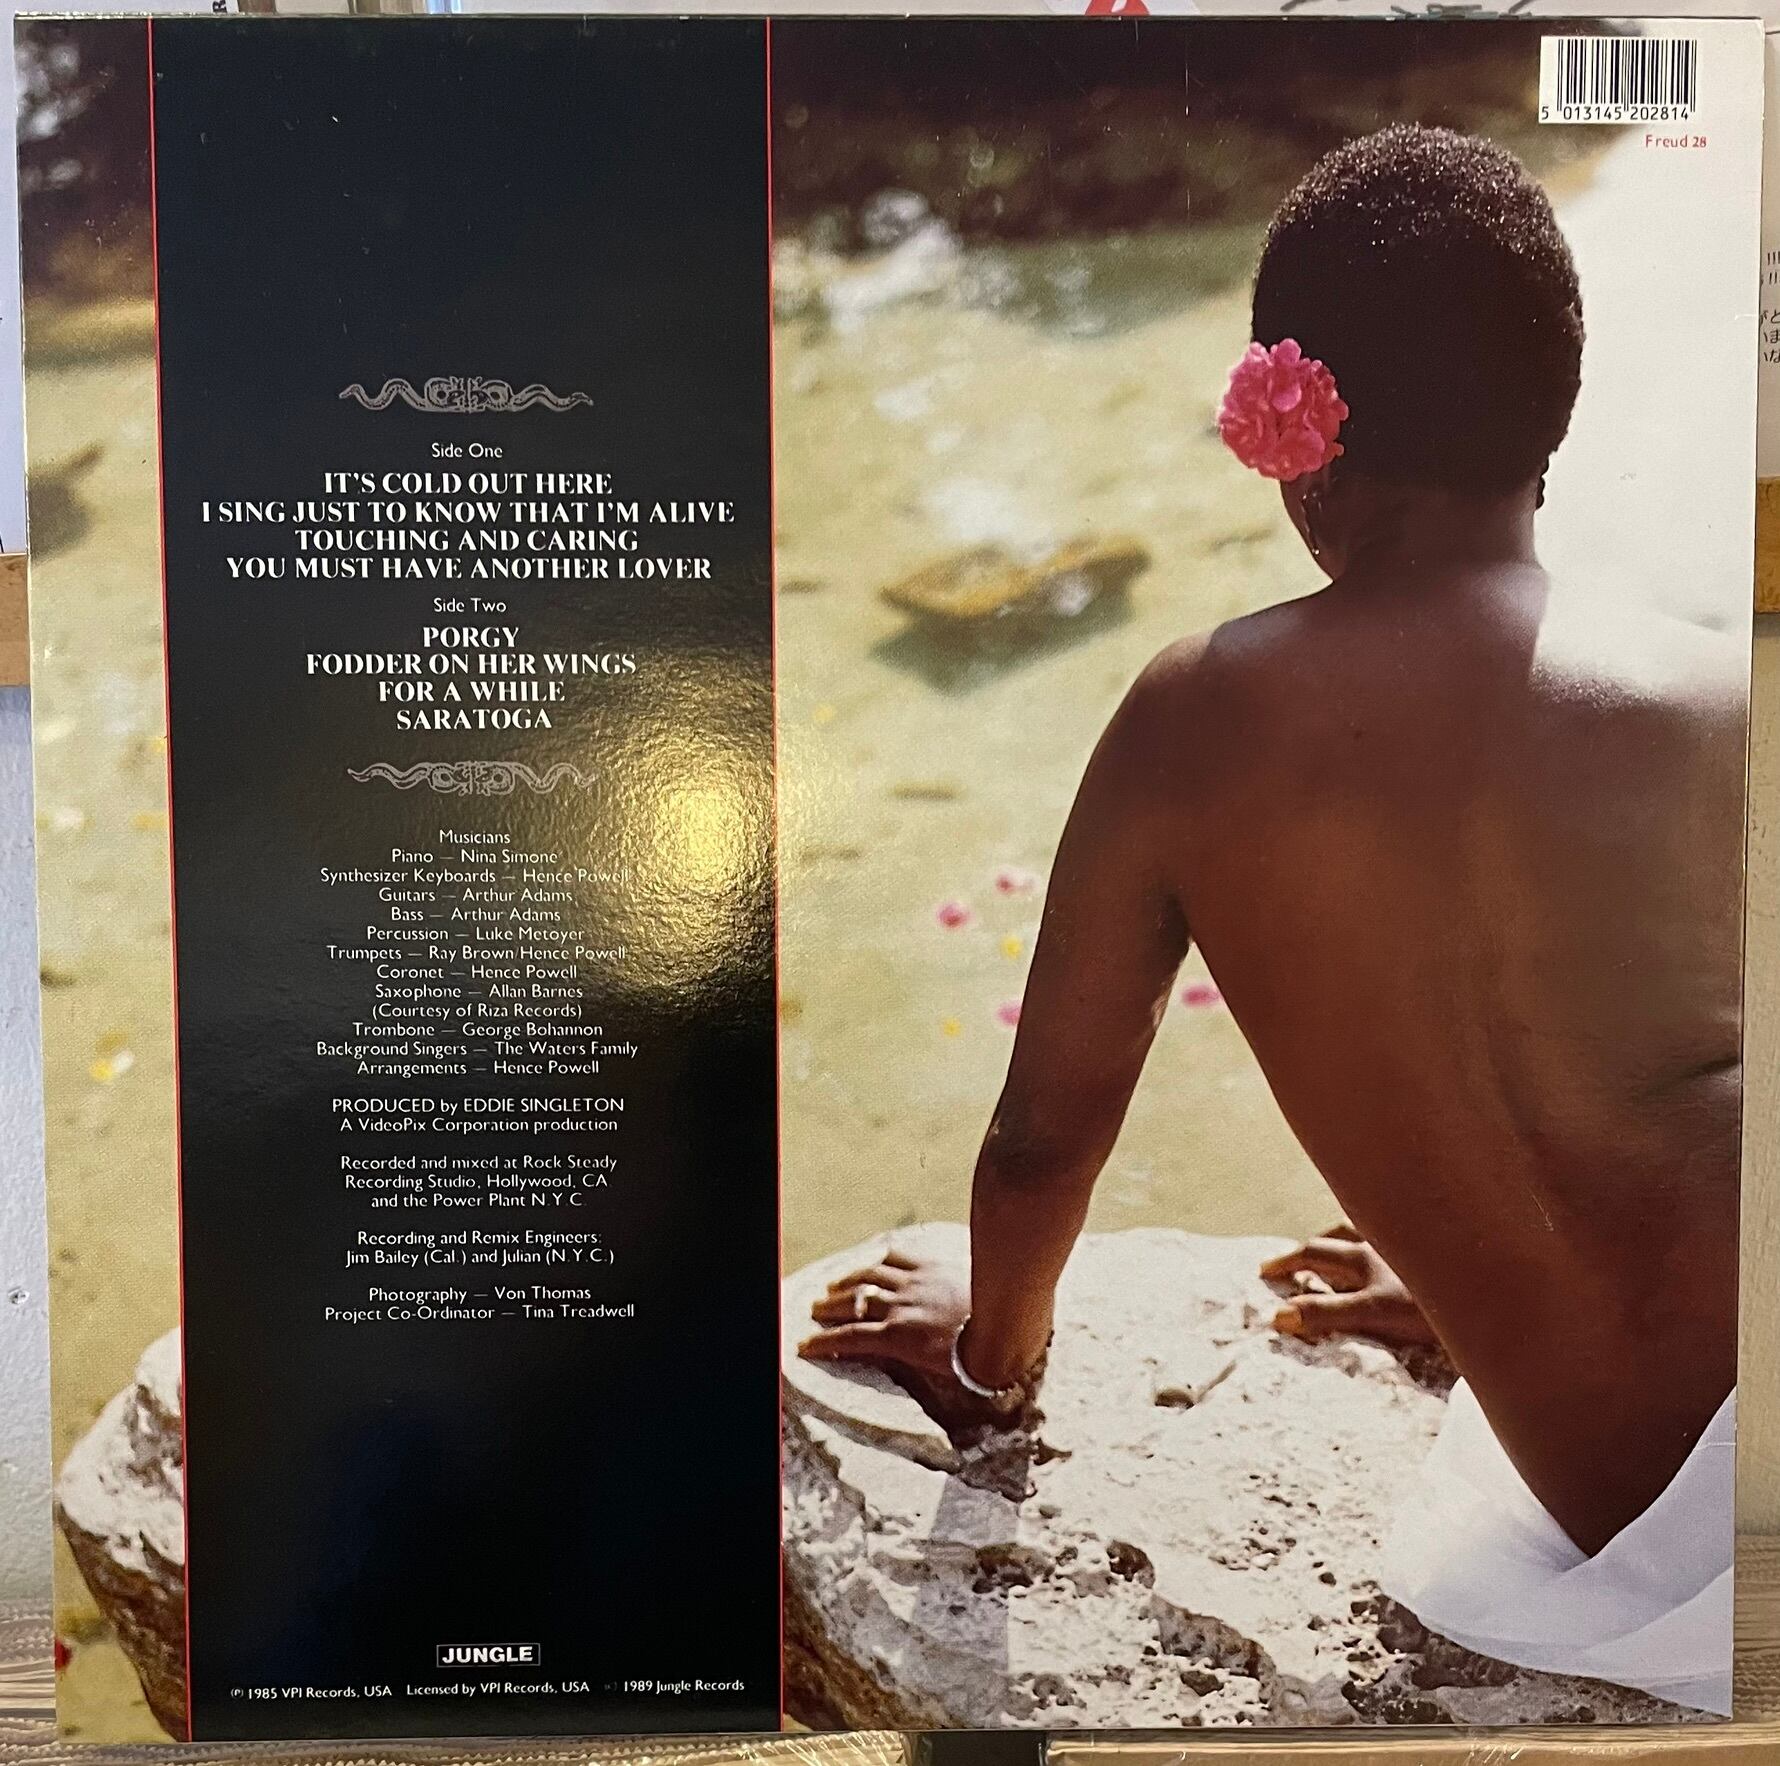 5 013145 202814
Freud 28
Side One
IT'S COLD OUT HERE
I SING JUST TO KNOW THAT I'M ALIVE
TOUCHING AND CARING
YOU MUST HAVE ANOTHER LOVER
Side Two
PORGY
FODDER ON HER WINGS
FOR A WHILE
SARATOGA
Musicians
Piano — Nina Simone
Synthesizer Keyboards — Hence Powell
Guitars — Arthur Adams
Bass — Arthur Adams
Percussion — Luke Metoyer
Trumpets — Ray Brown/Hence Powell
Coronet — Hence Powell
Saxophone — Allan Barnes
(Courtesy of Riza Records)
Trombone — George Bohannon
Background Singers — The Waters Family
Arrangements — Hence Powell
PRODUCED by EDDIE SINGLETON
A VideoPix Corporation production
Recorded and mixed at Rock Steady
Recording Studio, Hollywood, CA
and the Power Plant N.Y.C.
Recording and Remix Engineers:
Jim Bailey (Cal.) and Julian (N.Y.C.)
Photography — Von Thomas
Project Co-Ordinator — Tina Treadwell
JUNGLE
℗ 1985 VPI Records, USA Licensed by VPI Records, USA 1989 Jungle Records